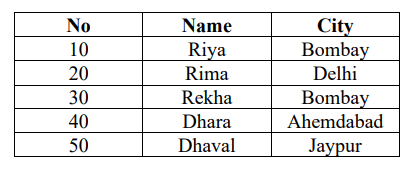 No Name City
10 Riya Bombay
20 Rima Delhi
30 Rekha Bombay
40 Dhara Ahemdabad
50 Dhaval Jaypur